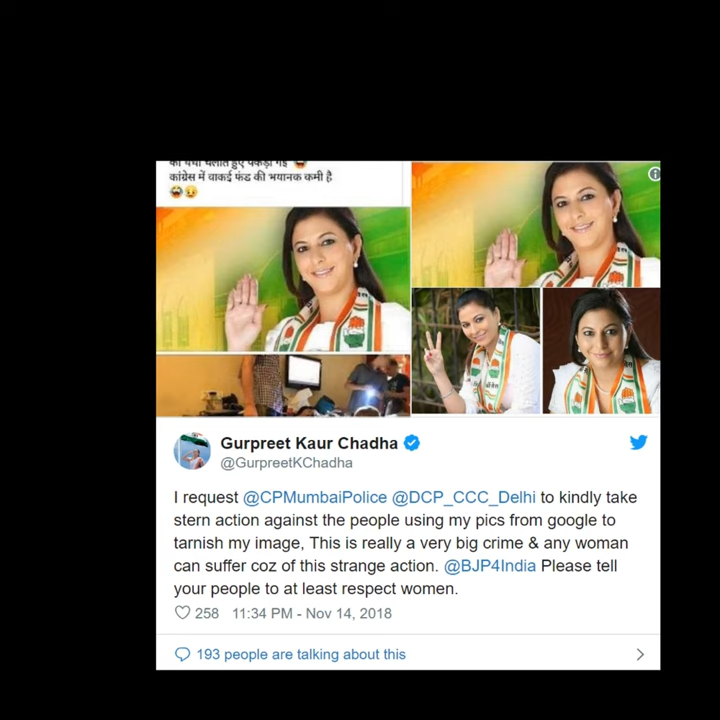 कांग्रेस में वाकई फंड की भयानक कमी है
Gurpreet Kaur Chadha
@GurpreetKChadha
I request @CPMumbaiPolice @DCP_CCC_Delhi to kindly take
stern action against the people using my pics from google to
tarnish my image, This is really a very big crime & any woman
can suffer coz of this strange action. @BJP4India Please tell
your people to at least respect women.
258 11:34 PM - Nov 14, 2018
193 people are talking about this